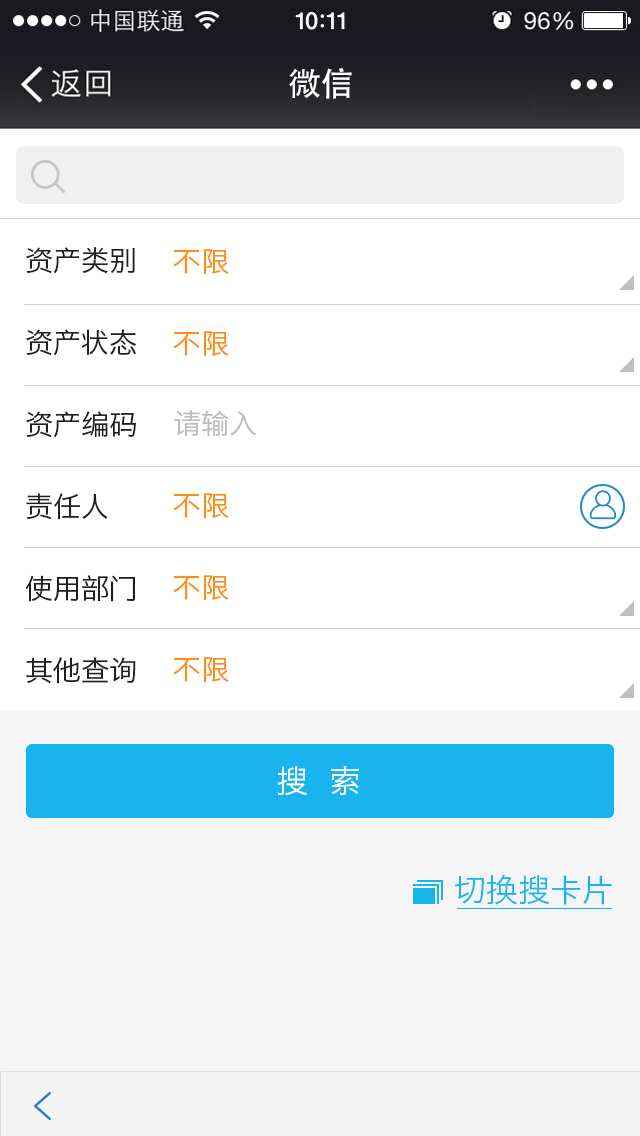 中国联通 10:11 96%
返回 微信
资产类别 不限
资产状态 不限
资产编码 请输入
责任人 不限
使用部门 不限
其他查询 不限
搜 索
切换搜卡片